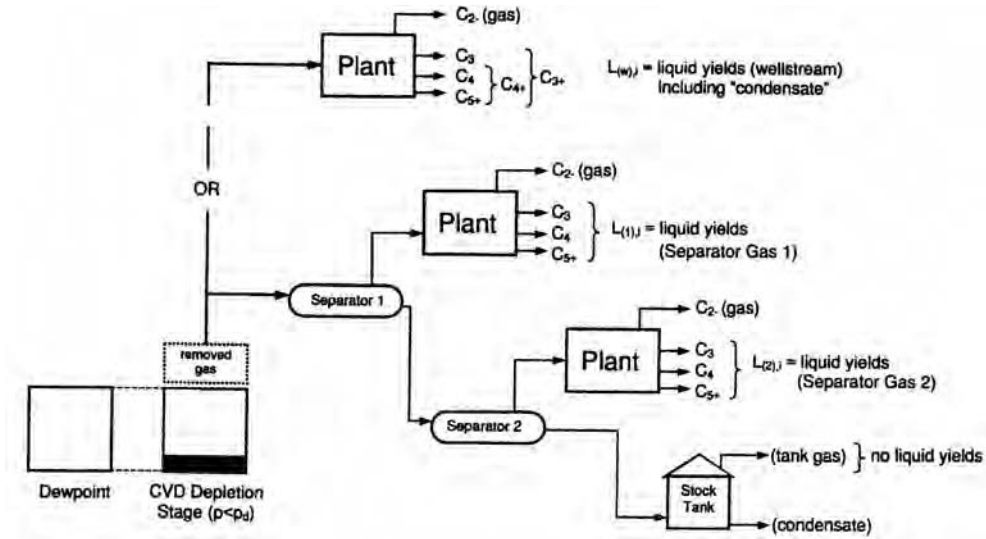 C₂₋ (gas)
Plant
C₃
C₄
C₅₊
C₄₊
C₃₊
L(w),i = liquid yields (wellstream)
including "condensate"
OR
C₂₋ (gas)
Plant
C₃
C₄
C₅₊
L(1),i = liquid yields
(Separator Gas 1)
Separator 1
C₂₋ (gas)
Plant
C₃
C₄
C₅₊
L(2),i = liquid yields
(Separator Gas 2)
removed
gas
Separator 2
(tank gas)
no liquid yields
Stock
Tank
(condensate)
Dewpoint
CVD Depletion
Stage (p<pd)